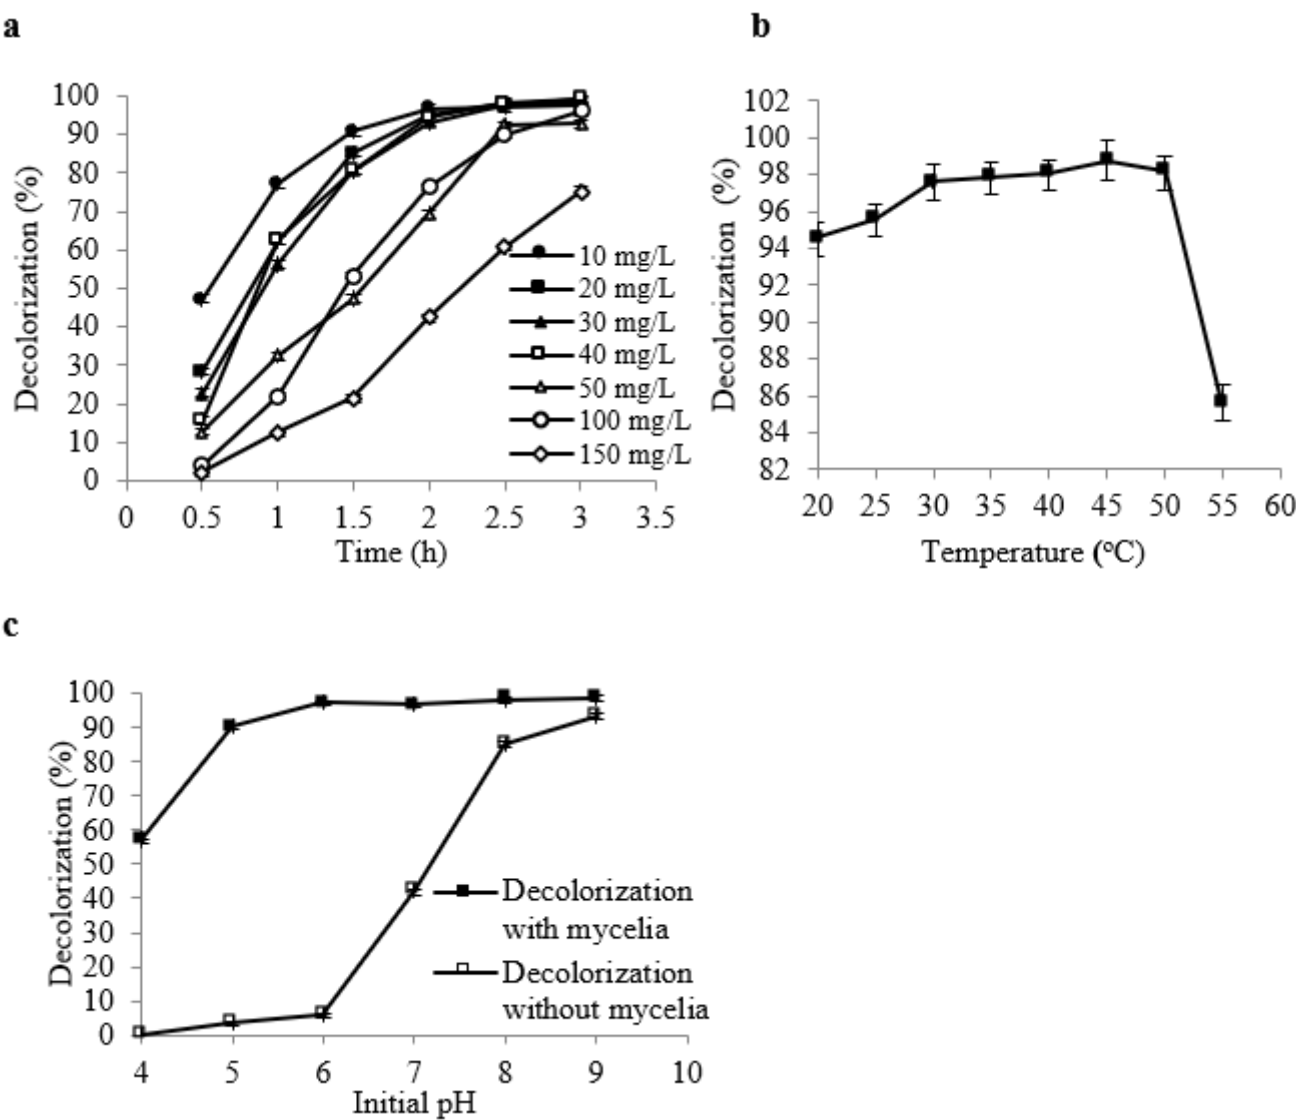 a
100
90
80
70
60
50
40
30
20
10
0
Decolorization (%)
0 0.5 1 1.5 2 2.5 3 3.5
Time (h)
10 mg/L
20 mg/L
30 mg/L
40 mg/L
50 mg/L
100 mg/L
150 mg/L
b
102
100
98
96
94
92
90
88
86
84
82
Decolorization (%)
20 25 30 35 40 45 50 55 60
Temperature (°C)
c
100
90
80
70
60
50
40
30
20
10
0
Decolorization (%)
4 5 6 7 8 9 10
Initial pH
Decolorization
with mycelia
Decolorization
without mycelia